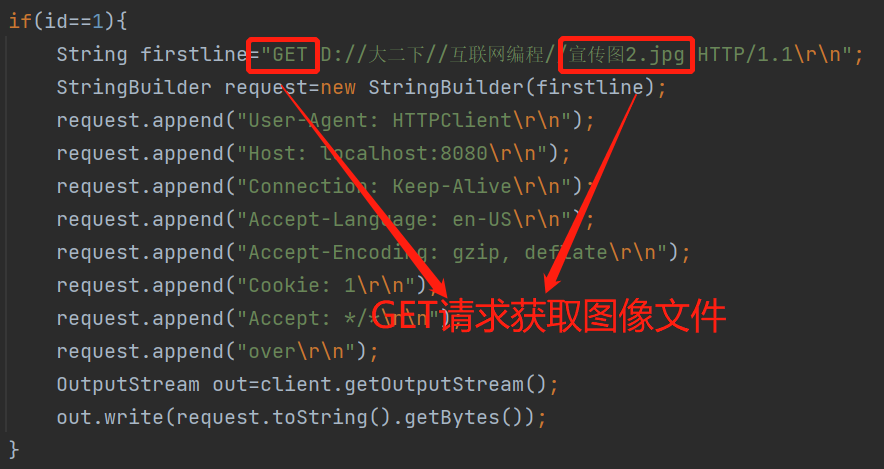 if(id==1){
String firstline="GET D://大二下//互联网编程//宣传图2.jpg HTTP/1.1\r\n";
StringBuilder request=new StringBuilder(firstline);
request.append("User-Agent: HTTPClient\r\n");
request.append("Host: localhost:8080\r\n");
request.append("Connection: Keep-Alive\r\n");
request.append("Accept-Language: en-US\r\n");
request.append("Accept-Encoding: gzip, deflate\r\n");
request.append("Cookie: 1\r\n");
request.append("Accept: */*\r\n");
GET请求获取图像文件
request.append("over\r\n");
OutputStream out=client.getOutputStream();
out.write(request.toString().getBytes());
}